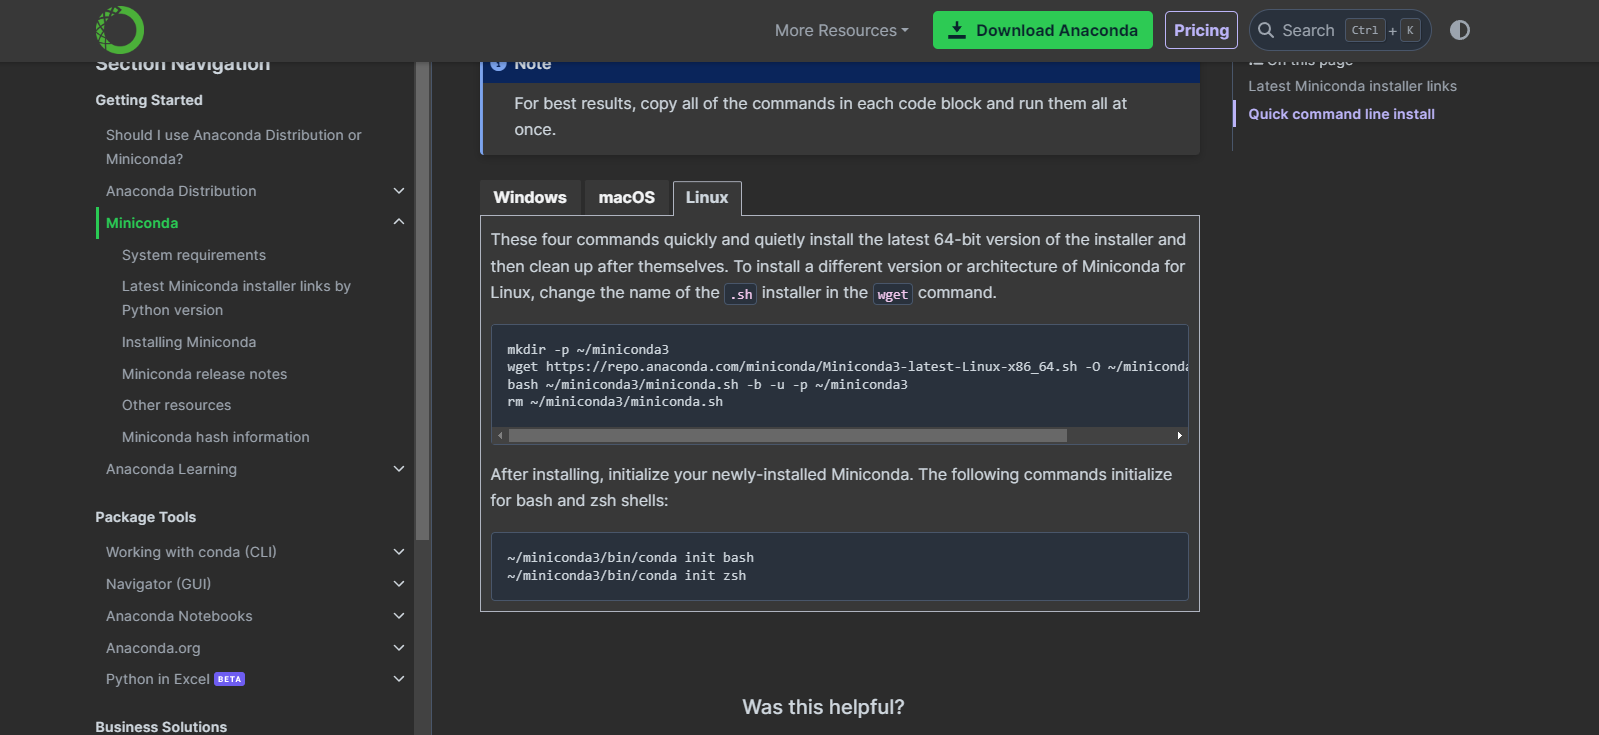 More Resources
Download Anaconda
Pricing
Search Ctrl + K
Section Navigation
Getting Started
Should I use Anaconda Distribution or
Miniconda?
Anaconda Distribution
Miniconda
System requirements
Latest Miniconda installer links by
Python version
Installing Miniconda
Miniconda release notes
Other resources
Miniconda hash information
Anaconda Learning
Package Tools
Working with conda (CLI)
Navigator (GUI)
Anaconda Notebooks
Anaconda.org
Python in Excel BETA
Business Solutions
Note
For best results, copy all of the commands in each code block and run them all at
once.
Windows macOS Linux
These four commands quickly and quietly install the latest 64-bit version of the installer and
then clean up after themselves. To install a different version or architecture of Miniconda for
Linux, change the name of the .sh installer in the wget command.
mkdir -p ~/miniconda3
wget https://repo.anaconda.com/miniconda/Miniconda3-latest-Linux-x86_64.sh -O ~/miniconda
bash ~/miniconda3/miniconda.sh -b -u -p ~/miniconda3
rm ~/miniconda3/miniconda.sh
After installing, initialize your newly-installed Miniconda. The following commands initialize
for bash and zsh shells:
~/miniconda3/bin/conda init bash
~/miniconda3/bin/conda init zsh
Was this helpful?
On this page
Latest Miniconda installer links
Quick command line install